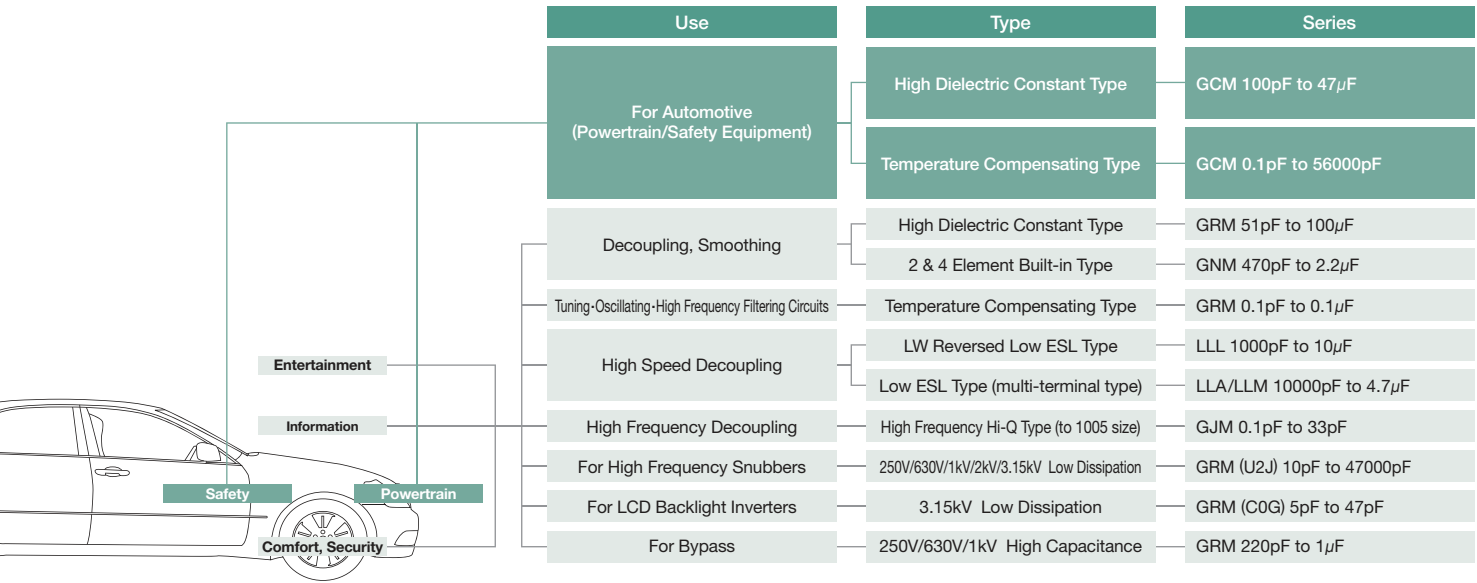 Use Type Series
For Automotive
(Powertrain/Safety Equipment)
High Dielectric Constant Type GCM 100pF to 47µF
Temperature Compensating Type GCM 0.1pF to 56000pF
Decoupling, Smoothing
High Dielectric Constant Type GRM 51pF to 100µF
2 & 4 Element Built-in Type GNM 470pF to 2.2µF
Tuning·Oscillating·High Frequency Filtering Circuits Temperature Compensating Type GRM 0.1pF to 0.1µF
High Speed Decoupling
LW Reversed Low ESL Type LLL 1000pF to 10µF
Low ESL Type (multi-terminal type) LLA/LLM 10000pF to 4.7µF
High Frequency Decoupling High Frequency Hi-Q Type (to 1005 size) GJM 0.1pF to 33pF
For High Frequency Snubbers 250V/630V/1kV/2kV/3.15kV Low Dissipation GRM (U2J) 10pF to 47000pF
For LCD Backlight Inverters 3.15kV Low Dissipation GRM (C0G) 5pF to 47pF
For Bypass 250V/630V/1kV High Capacitance GRM 220pF to 1µF
Entertainment
Information
Safety Powertrain
Comfort, Security